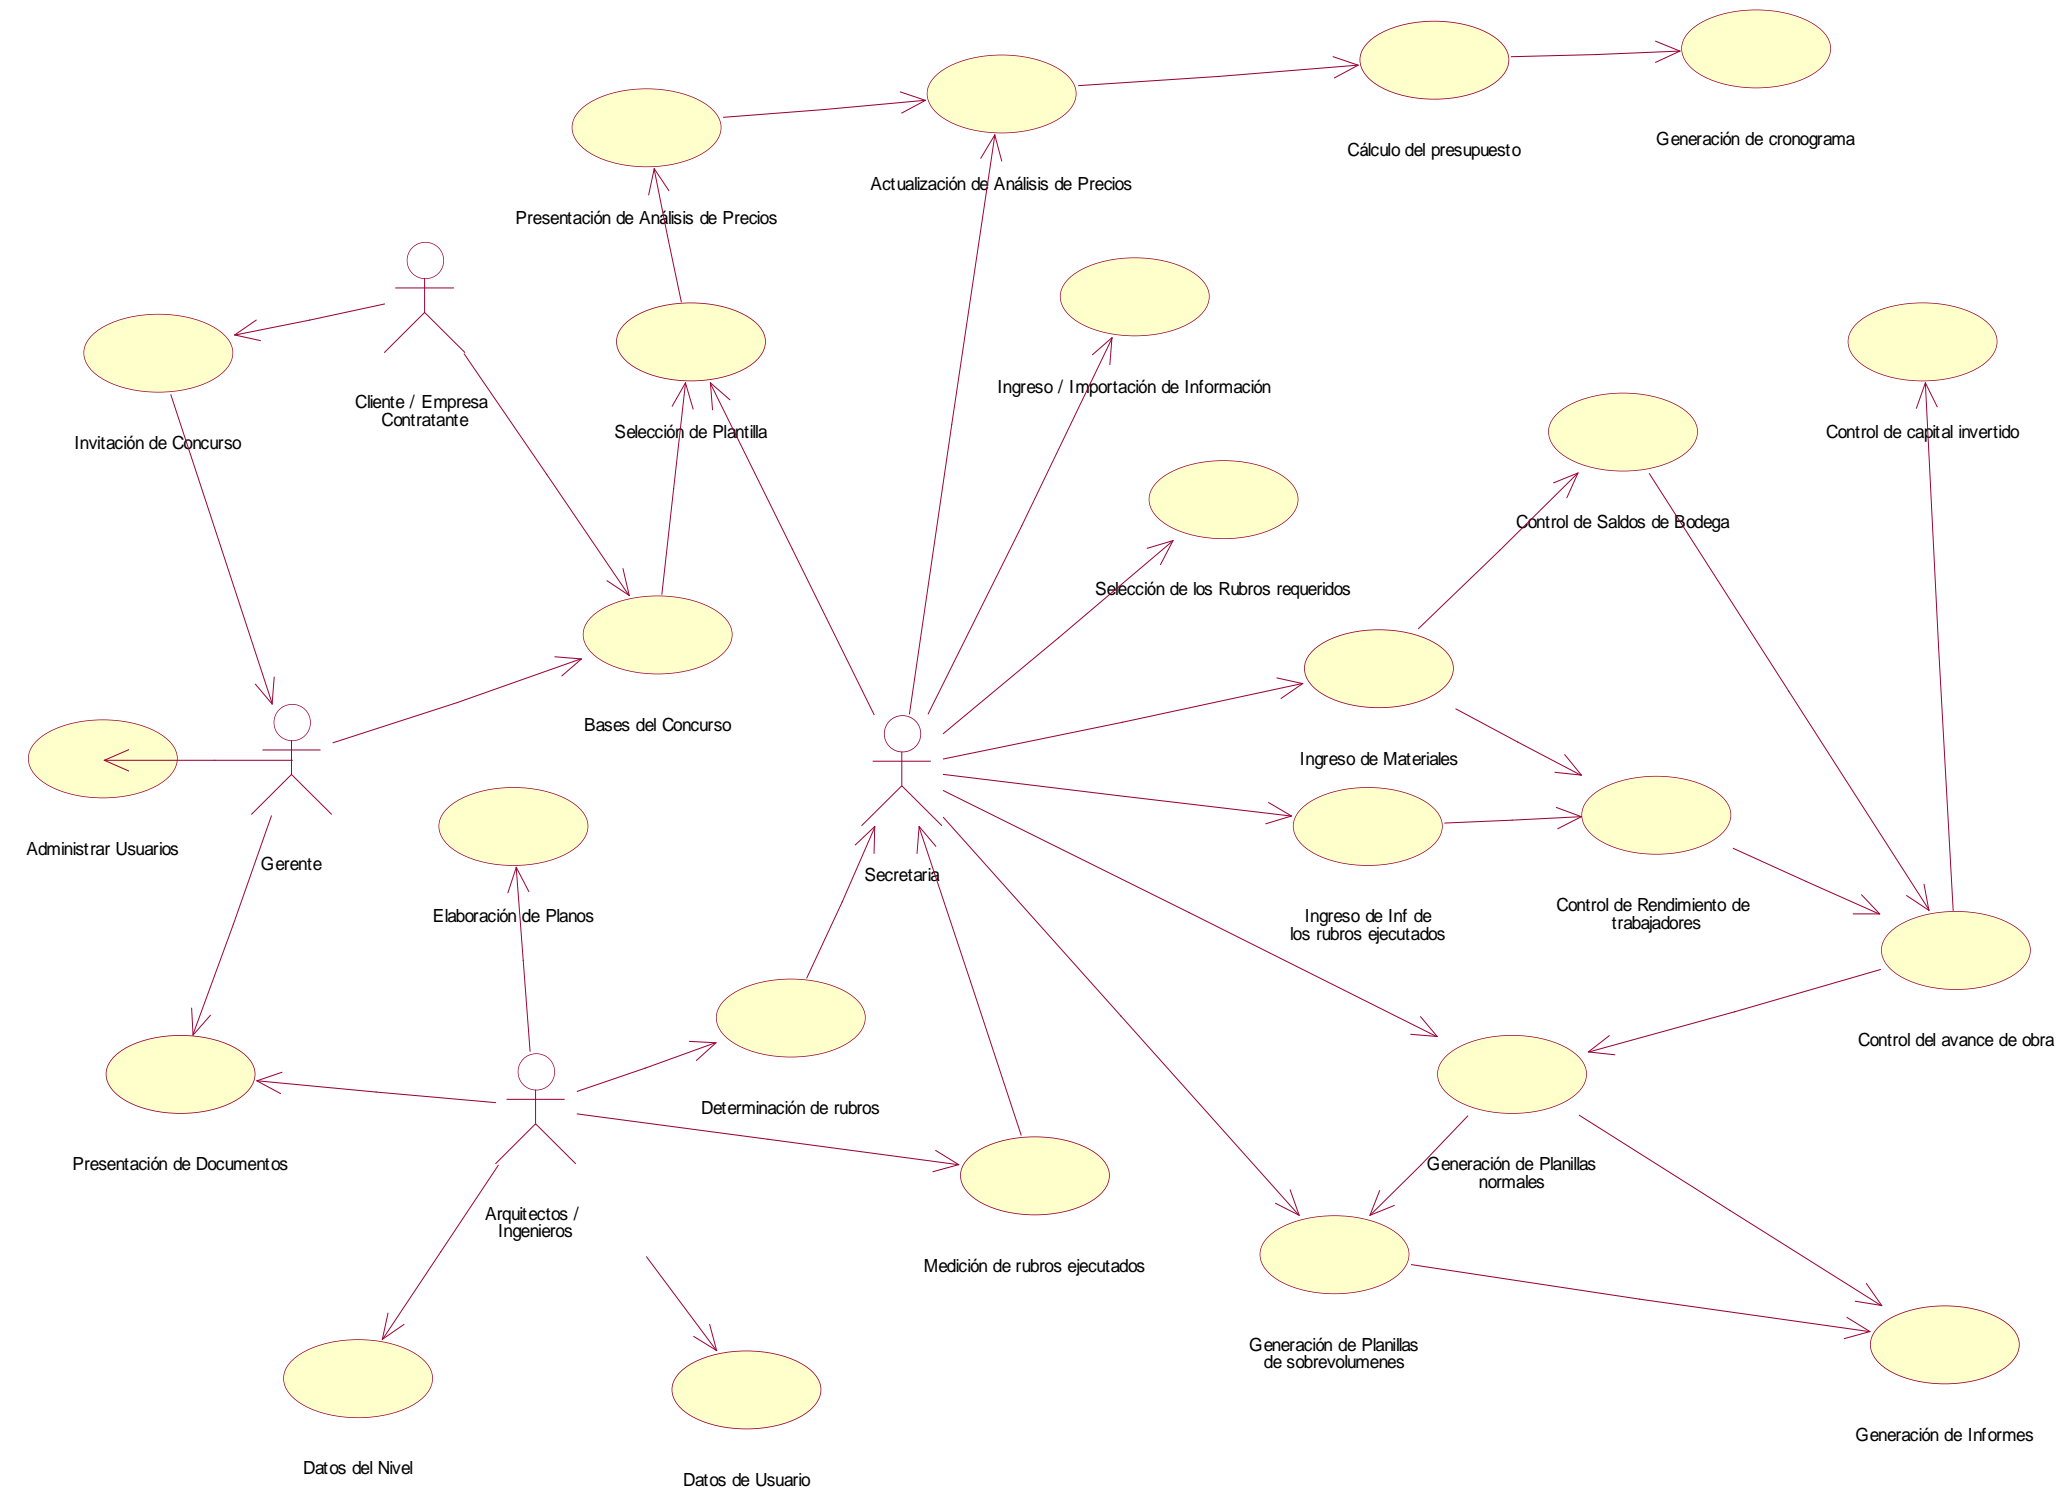 Generación de cronograma
Cálculo del presupuesto
Actualización de Análisis de Precios
Presentación de Análisis de Precios
Ingreso / Importación de Información
Cliente / Empresa
Contratante
Invitación de Concurso
Selección de Plantilla
Control de capital invertido
Control de Saldos de Bodega
Selección de los Rubros requeridos
Bases del Concurso
Ingreso de Materiales
Administrar Usuarios
Gerente
Secretaria
Elaboración de Planos
Ingreso de Inf de
los rubros ejecutados
Control de Rendimiento de
trabajadores
Control del avance de obra
Determinación de rubros
Presentación de Documentos
Generación de Planillas
normales
Arquitectos /
Ingenieros
Medición de rubros ejecutados
Generación de Planillas
de sobrevolumenes
Generación de Informes
Datos del Nivel
Datos de Usuario